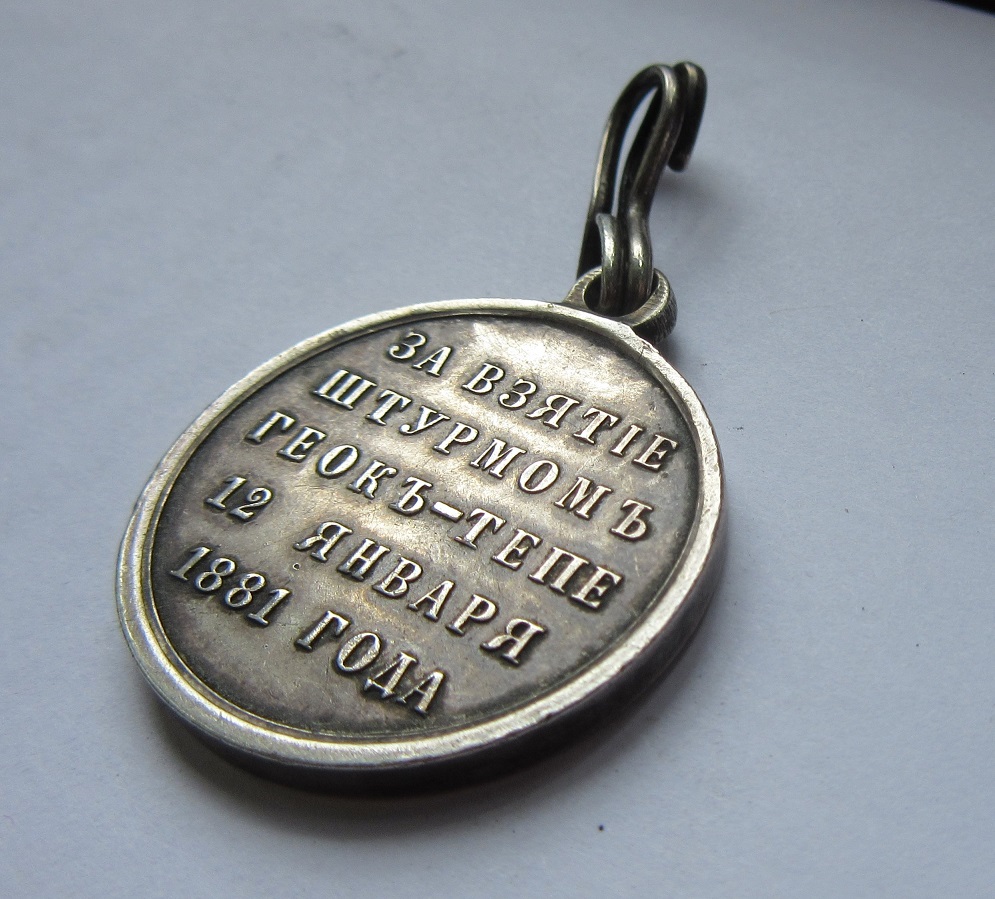 ЗА ВЗЯТІЕ
ШТУРМОМЪ
ГЕОКЪ-ТЕПЕ
12 ЯНВАРЯ
1881 ГОДА